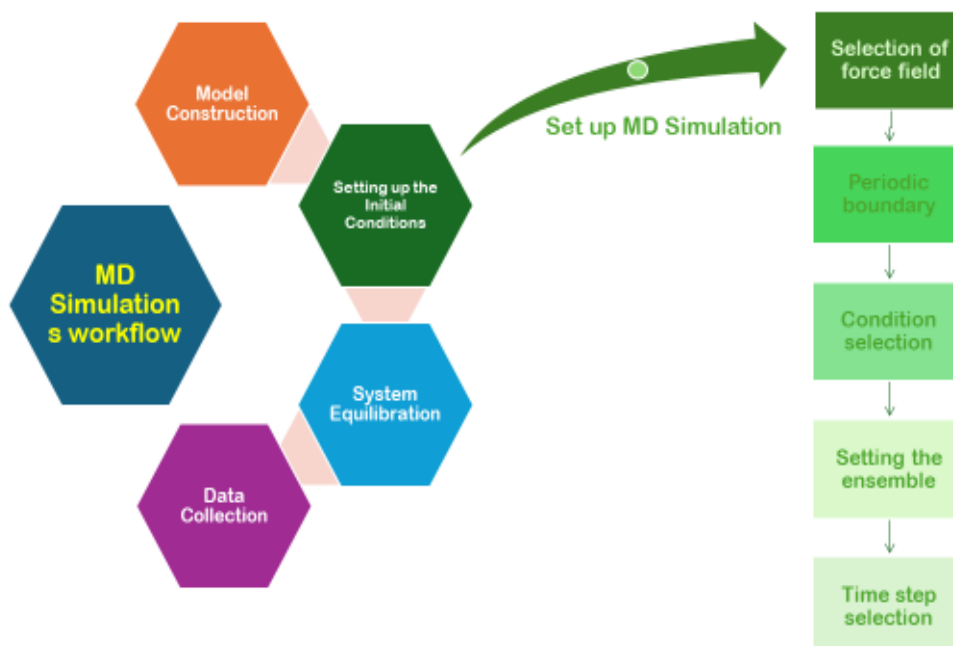 Model
Construction
Setting up the
Initial
Conditions
MD
Simulation
s workflow
System
Equilibration
Data
Collection
Set up MD Simulation
Selection of
force field
Periodic
boundary
Condition
selection
Setting the
ensemble
Time step
selection